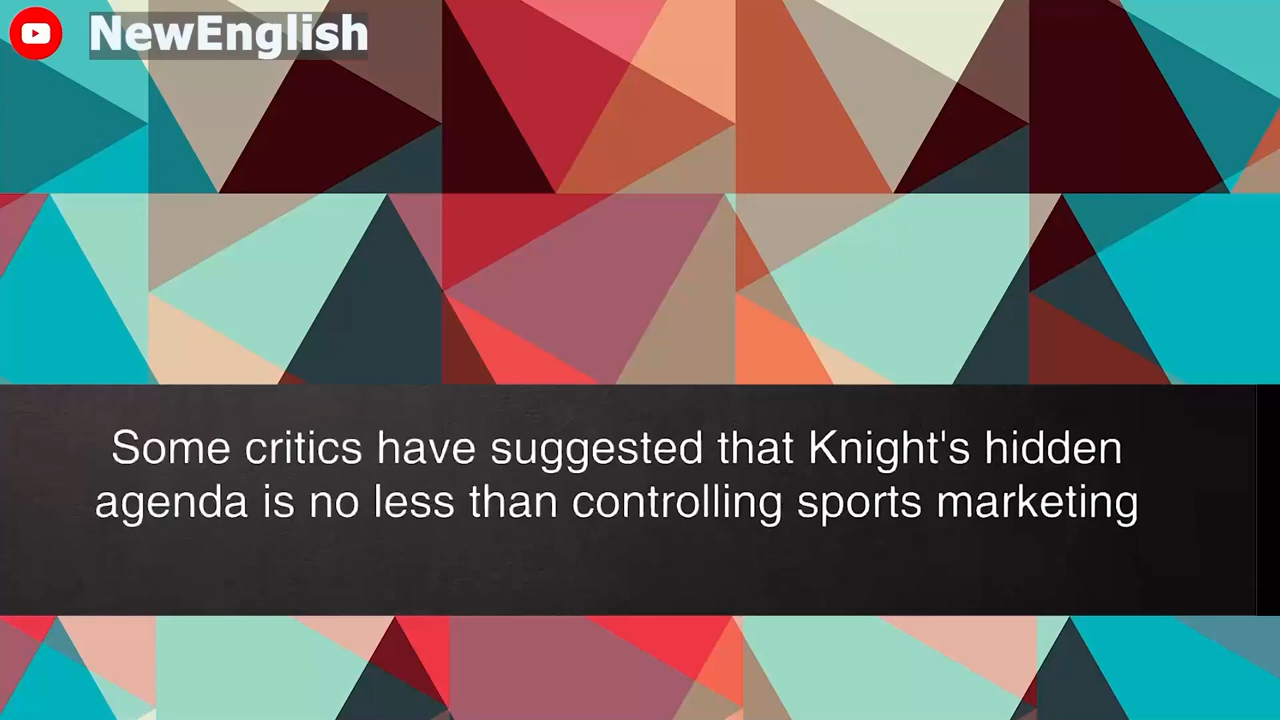 NewEnglish
Some critics have suggested that Knight's hidden
agenda is no less than controlling sports marketing